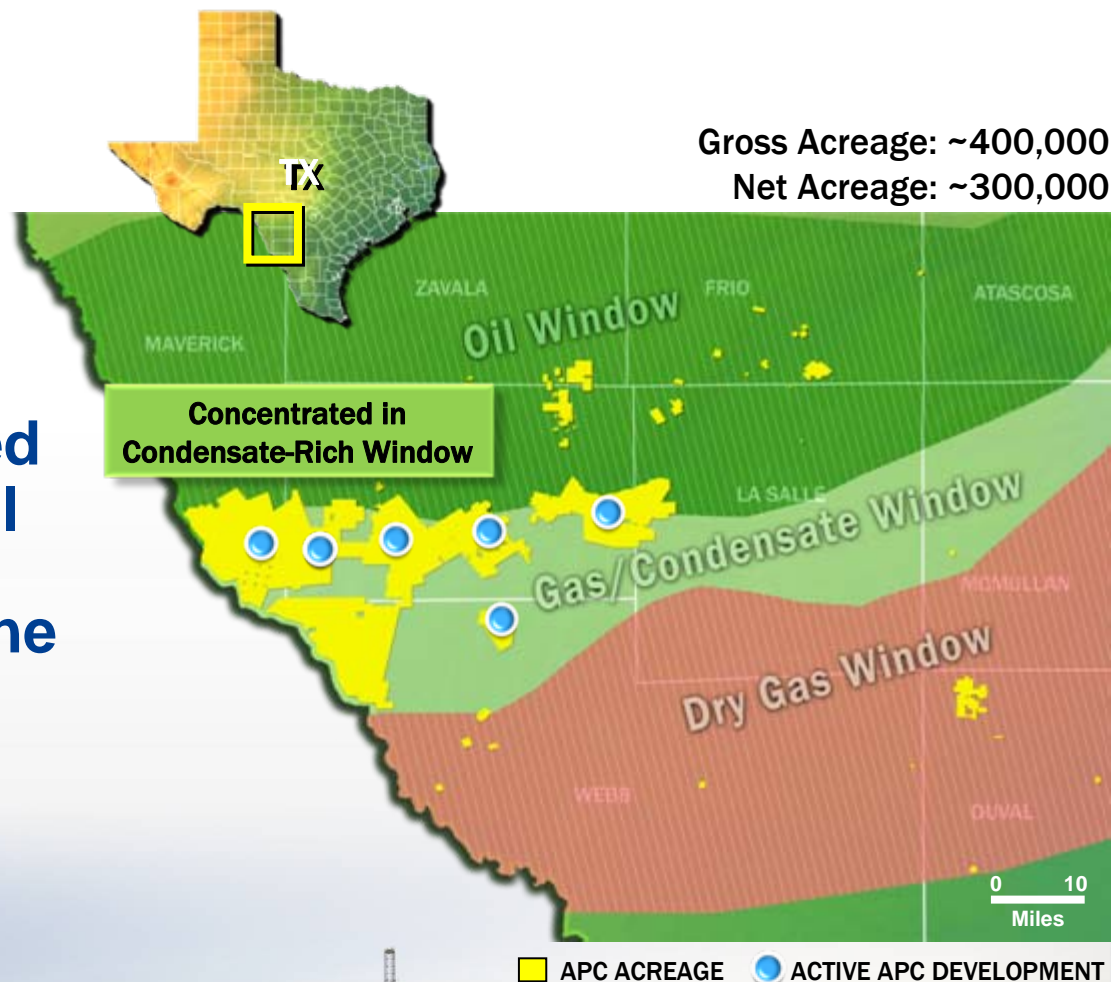 TX
Gross Acreage: ~400,000
Net Acreage: ~300,000
ZAVALA
FRIO
ATASCOSA
MAVERICK
Oil Window
Concentrated in
Condensate-Rich Window
ed
l
ne
LA SALLE
Gas/Condensate Window
MCMULLAN
Dry Gas Window
WEBB
DUVAL
0 10
Miles
APC ACREAGE ACTIVE APC DEVELOPMENT